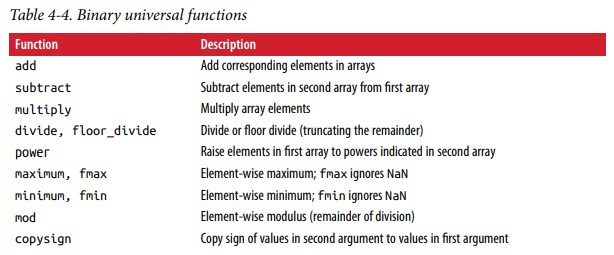 Table 4-4. Binary universal functions
Function Description
add Add corresponding elements in arrays
subtract Subtract elements in second array from first array
multiply Multiply array elements
divide, floor_divide Divide or floor divide (truncating the remainder)
power Raise elements in first array to powers indicated in second array
maximum, fmax Element-wise maximum; fmax ignores NaN
minimum, fmin Element-wise minimum; fmin ignores NaN
mod Element-wise modulus (remainder of division)
copysign Copy sign of values in second argument to values in first argument